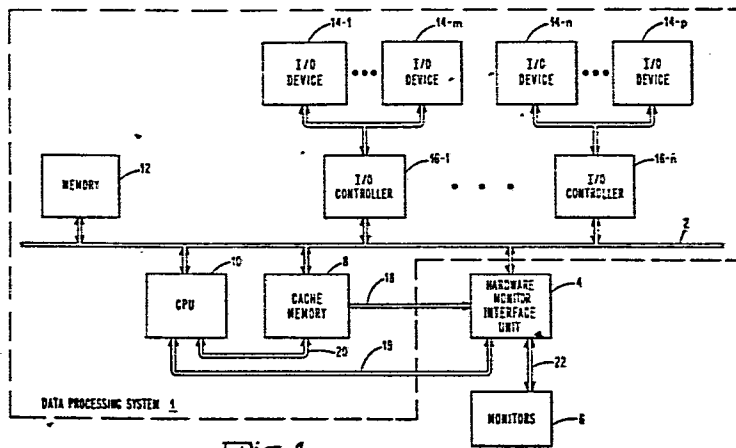 14-1 14-m 14-n 14-p
I/O DEVICE
I/O DEVICE
I/O DEVICE
I/O DEVICE
12
MEMORY
16-1
I/O CONTROLLER
16-n
I/O CONTROLLER
2
10
CPU
8
CACHE MEMORY
18
HARDWARE MONITOR INTERFACE UNIT
4
20
19
22
DATA PROCESSING SYSTEM 1
MONITORS
6